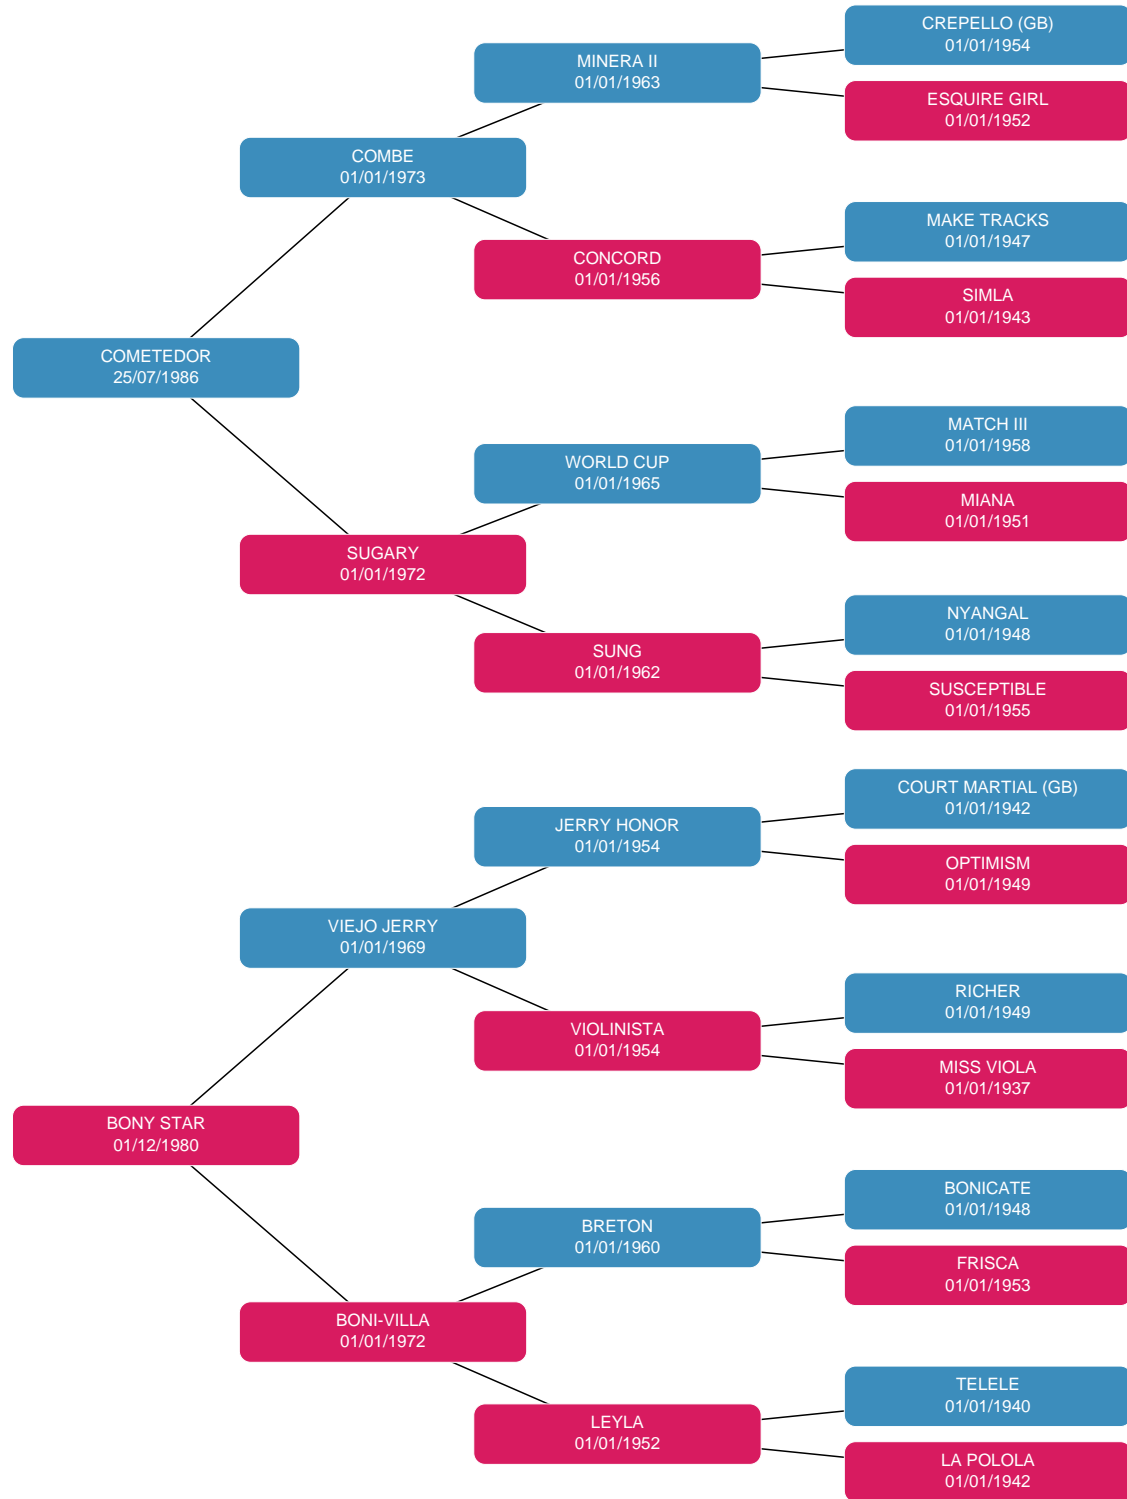 CREPELLO (GB)
01/01/1954
MINERA II
01/01/1963
ESQUIRE GIRL
01/01/1952
COMBE
01/01/1973
MAKE TRACKS
01/01/1947
CONCORD
01/01/1956
SIMLA
01/01/1943
COMETEDOR
25/07/1986
MATCH III
01/01/1958
WORLD CUP
01/01/1965
MIANA
01/01/1951
SUGARY
01/01/1972
NYANGAL
01/01/1948
SUNG
01/01/1962
SUSCEPTIBLE
01/01/1955
COURT MARTIAL (GB)
01/01/1942
JERRY HONOR
01/01/1954
OPTIMISM
01/01/1949
VIEJO JERRY
01/01/1969
RICHER
01/01/1949
VIOLINISTA
01/01/1954
MISS VIOLA
01/01/1937
BONY STAR
01/12/1980
BONICATE
01/01/1948
BRETON
01/01/1960
FRISCA
01/01/1953
BONI-VILLA
01/01/1972
TELELE
01/01/1940
LEYLA
01/01/1952
LA POLOLA
01/01/1942